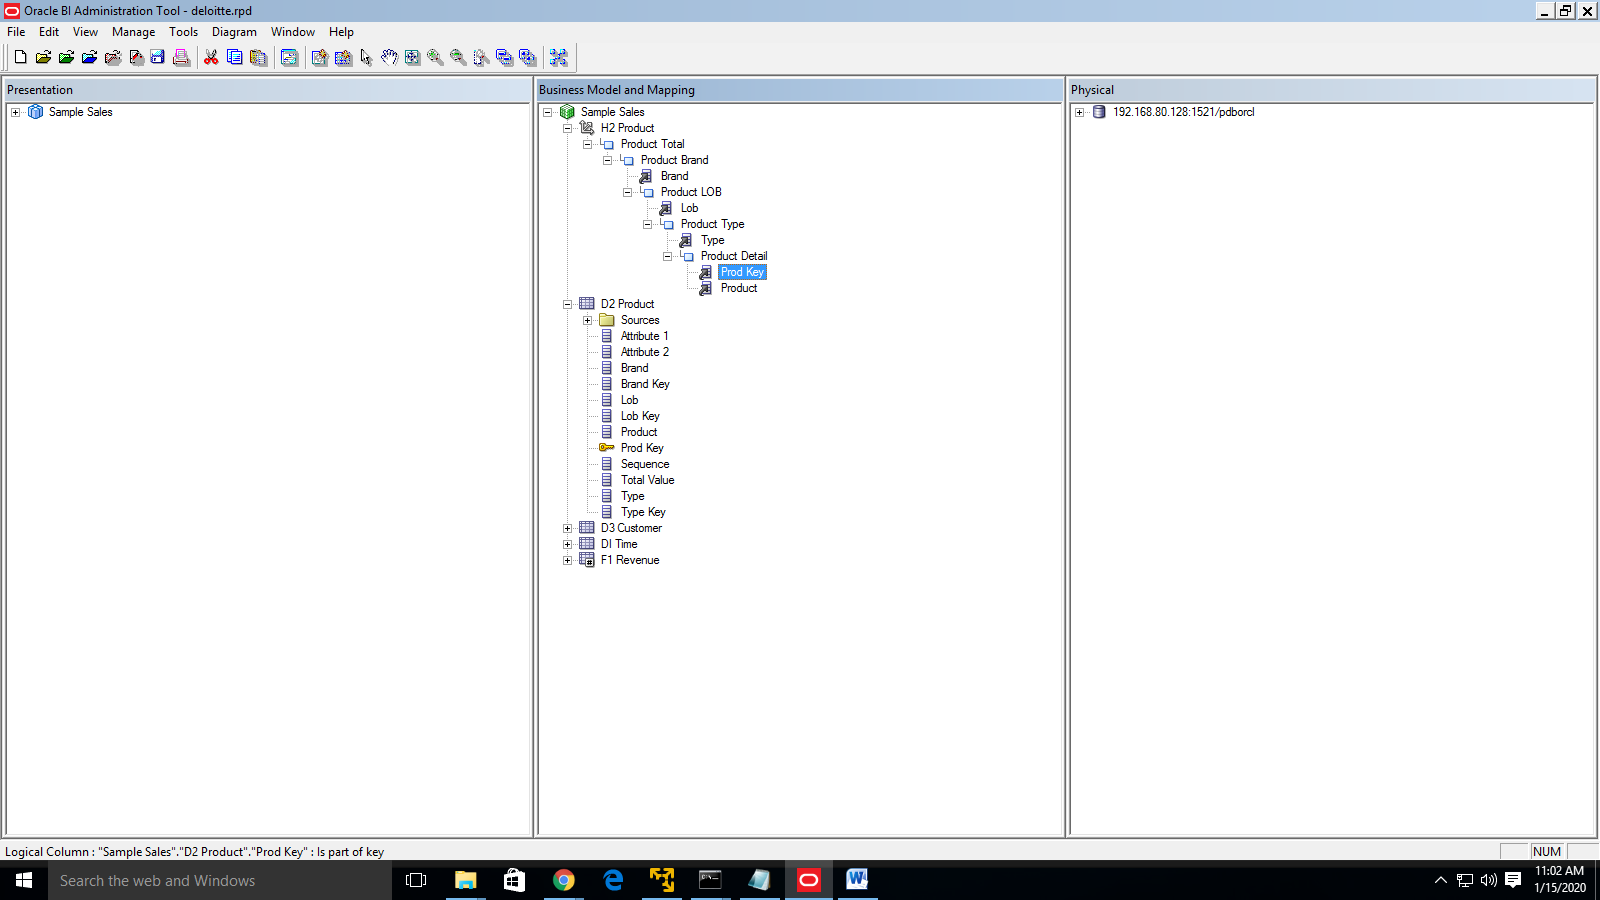 Oracle BI Administration Tool - deloitte.rpd
File Edit View Manage Tools Diagram Window Help
Presentation
Sample Sales
Business Model and Mapping
Sample Sales
H2 Product
Product Total
Product Brand
Brand
Product LOB
Lob
Product Type
Type
Product Detail
Prod Key
Product
D2 Product
Sources
Attribute 1
Attribute 2
Brand
Brand Key
Lob
Lob Key
Product
Prod Key
Sequence
Total Value
Type
Type Key
D3 Customer
DI Time
F1 Revenue
Physical
192.168.80.128:1521/pdborcl
Logical Column : "Sample Sales"."D2 Product"."Prod Key" : Is part of key
NUM
Search the web and Windows
11:02 AM
1/15/2020